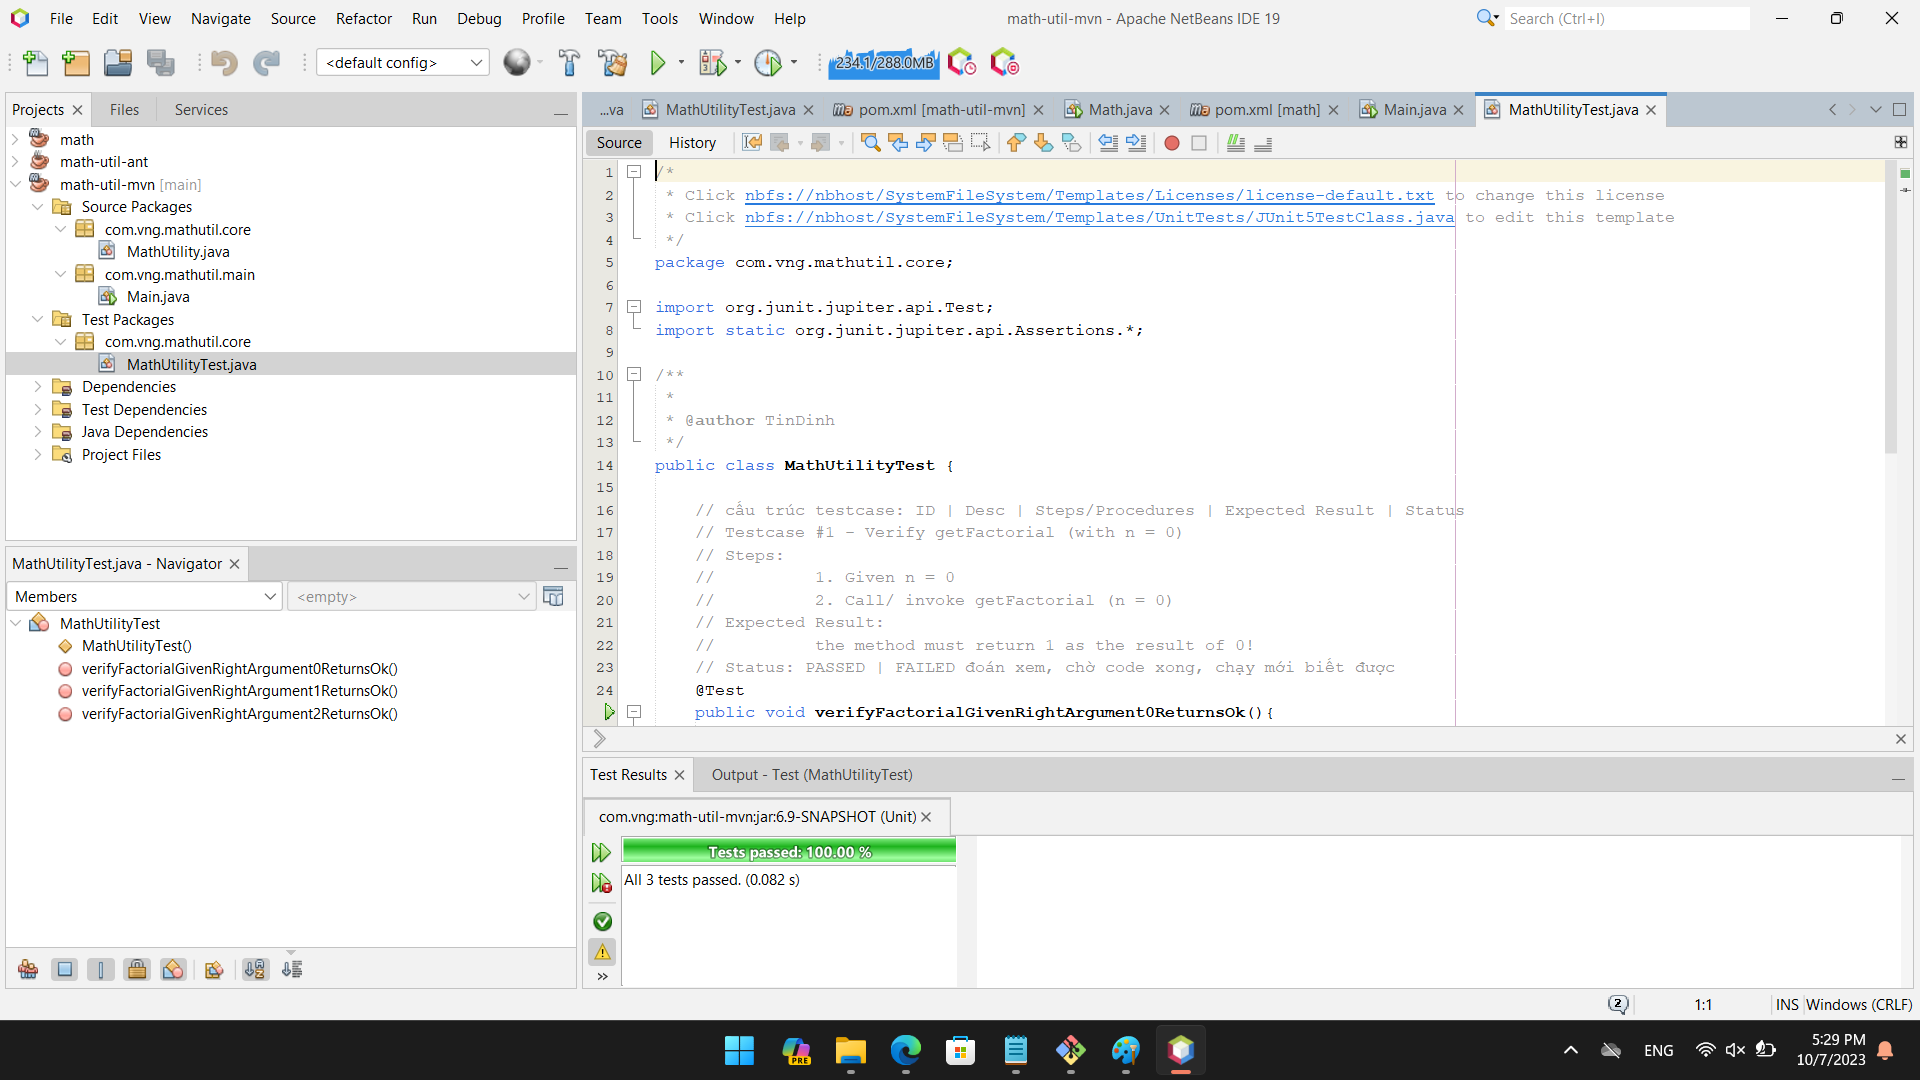 File Edit View Navigate Source Refactor Run Debug Profile Team Tools Window Help
math-util-mvn - Apache NetBeans IDE 19
Search (Ctrl+I)
<default config>
234.1/288.0MB
Projects Files Services
math
math-util-ant
math-util-mvn [main]
Source Packages
com.vng.mathutil.core
MathUtility.java
com.vng.mathutil.main
Main.java
Test Packages
com.vng.mathutil.core
MathUtilityTest.java
Dependencies
Test Dependencies
Java Dependencies
Project Files
MathUtilityTest.java - Navigator
Members
<empty>
MathUtilityTest
MathUtilityTest()
verifyFactorialGivenRightArgument0ReturnsOk()
verifyFactorialGivenRightArgument1ReturnsOk()
verifyFactorialGivenRightArgument2ReturnsOk()
...va MathUtilityTest.java pom.xml [math-util-mvn] Math.java pom.xml [math] Main.java MathUtilityTest.java
Source History
1 /*
2 * Click nbfs://nbhost/SystemFileSystem/Templates/Licenses/license-default.txt to change this license
3 * Click nbfs://nbhost/SystemFileSystem/Templates/UnitTests/JUnit5TestClass.java to edit this template
4 */
5 package com.vng.mathutil.core;
6
7 import org.junit.jupiter.api.Test;
8 import static org.junit.jupiter.api.Assertions.*;
9
10 /**
11 *
12 * @author TinDinh
13 */
14 public class MathUtilityTest {
15
16 // cấu trúc testcase: ID | Desc | Steps/Procedures | Expected Result | Status
17 // Testcase #1 - Verify getFactorial (with n = 0)
18 // Steps:
19 // 1. Given n = 0
20 // 2. Call/ invoke getFactorial (n = 0)
21 // Expected Result:
22 // the method must return 1 as the result of 0!
23 // Status: PASSED | FAILED đoán xem, chờ code xong, chạy mới biết được
24 @Test
public void verifyFactorialGivenRightArgument0ReturnsOk(){
Test Results Output - Test (MathUtilityTest)
com.vng:math-util-mvn:jar:6.9-SNAPSHOT (Unit)
Tests passed: 100.00 %
All 3 tests passed. (0.082 s)
2
1:1
INS
Windows (CRLF)
PRE
ENG
5:29 PM
10/7/2023